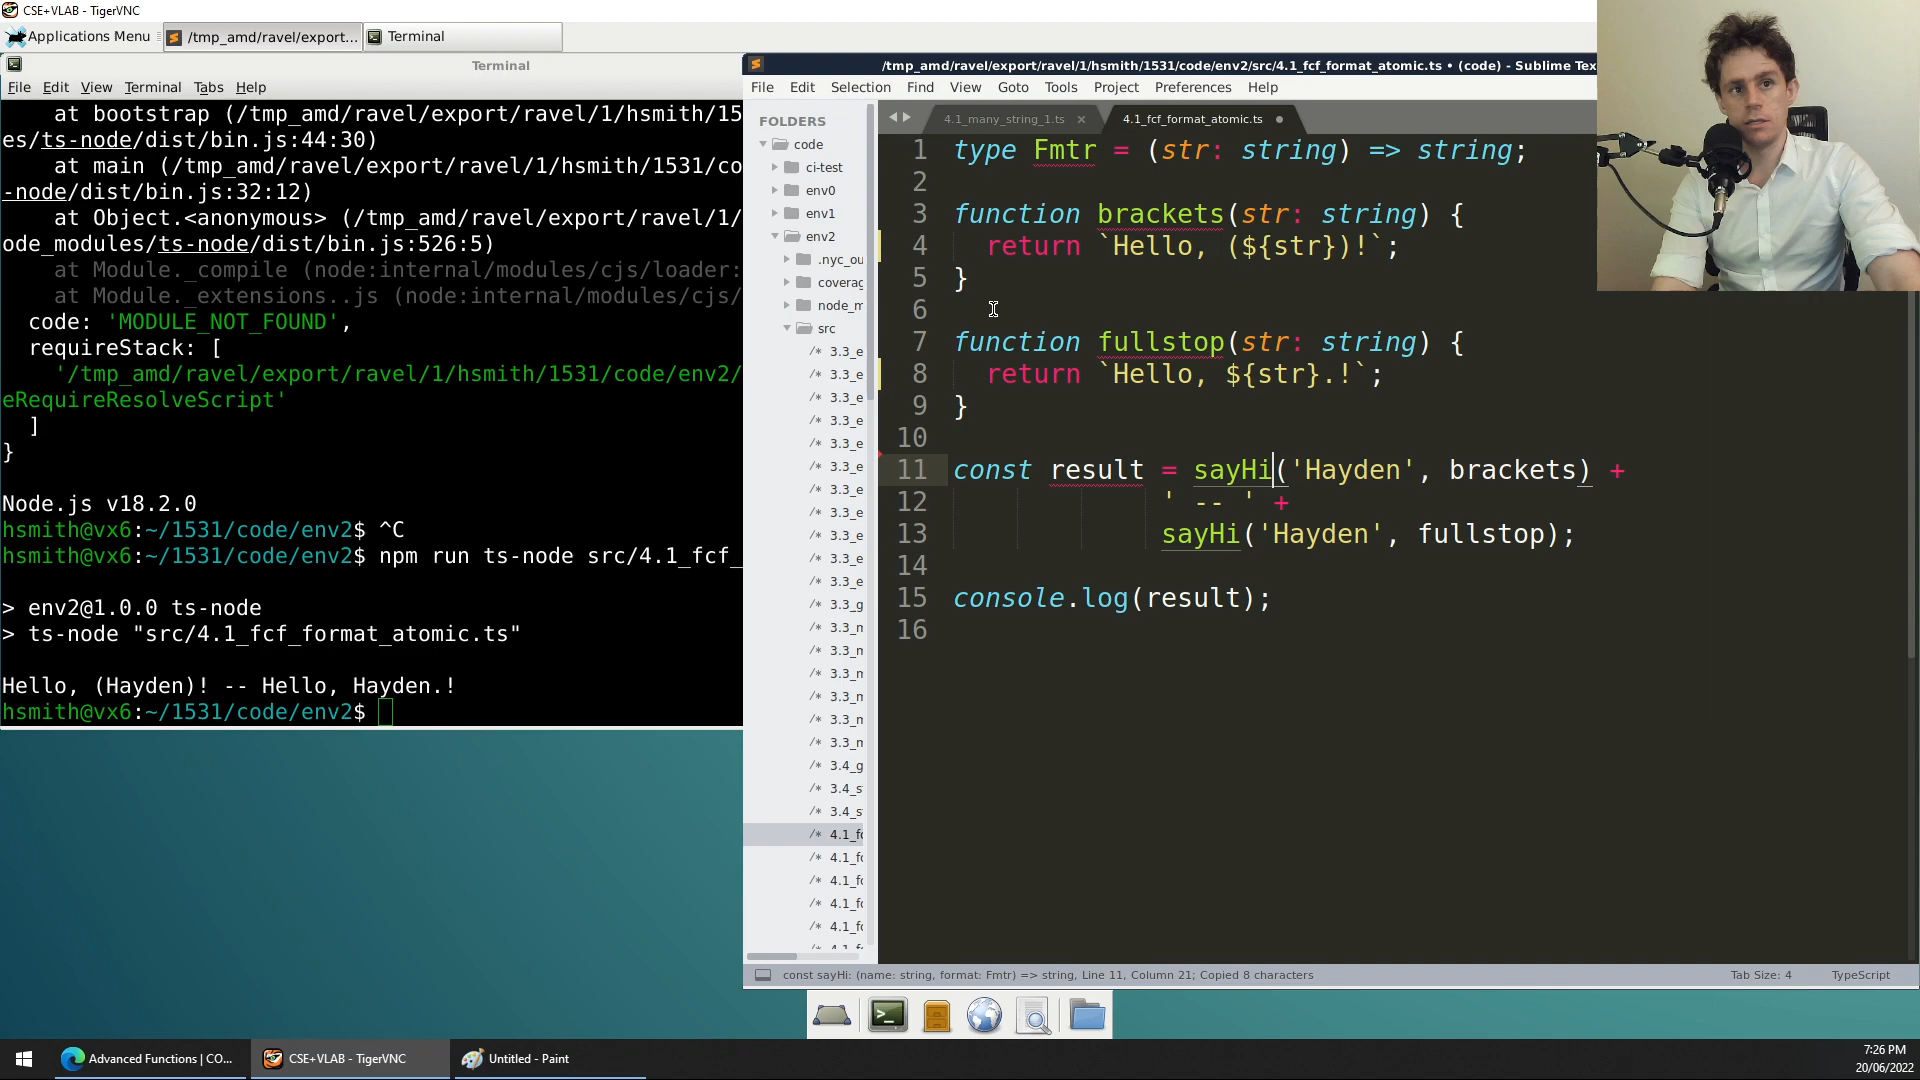 CSE+VLAB - TigerVNC
Applications Menu
/tmp_amd/ravel/export...
Terminal
Terminal
File Edit View Terminal Tabs Help
at bootstrap (/tmp_amd/ravel/export/ravel/1/hsmith/15
es/ts-node/dist/bin.js:44:30)
at main (/tmp_amd/ravel/export/ravel/1/hsmith/1531/co
-node/dist/bin.js:32:12)
at Object.<anonymous> (/tmp_amd/ravel/export/ravel/1/
ode_modules/ts-node/dist/bin.js:526:5)
at Module._compile (node:internal/modules/cjs/loader:
at Module._extensions..js (node:internal/modules/cjs/
code: 'MODULE_NOT_FOUND',
requireStack: [
'/tmp_amd/ravel/export/ravel/1/hsmith/1531/code/env2/
eRequireResolveScript'
]
}
Node.js v18.2.0
hsmith@vx6:~/1531/code/env2$ ^C
hsmith@vx6:~/1531/code/env2$ npm run ts-node src/4.1_fcf_
> env2@1.0.0 ts-node
> ts-node "src/4.1_fcf_format_atomic.ts"
Hello, (Hayden)! -- Hello, Hayden.!
hsmith@vx6:~/1531/code/env2$
/tmp_amd/ravel/export/ravel/1/hsmith/1531/code/env2/src/4.1_fcf_format_atomic.ts • (code) - Sublime Tex
File Edit Selection Find View Goto Tools Project Preferences Help
FOLDERS
code
ci-test
env0
env1
env2
.nyc_ou
coverag
node_m
src
/* 3.3_e
/* 3.3_e
/* 3.3_e
/* 3.3_e
/* 3.3_e
/* 3.3_e
/* 3.3_e
/* 3.3_e
/* 3.3_e
/* 3.3_e
/* 3.3_e
/* 3.3_g
/* 3.3_n
/* 3.3_n
/* 3.3_n
/* 3.3_n
/* 3.3_n
/* 3.3_n
/* 3.4_g
/* 3.4_s
/* 3.4_s
/* 4.1_fc
/* 4.1_fc
/* 4.1_fc
/* 4.1_fc
/* 4.1_fc
4.1_many_string_1.ts ×
4.1_fcf_format_atomic.ts •
1 type Fmtr = (str: string) => string;
2
3 function brackets(str: string) {
4 return `Hello, (${str})!`;
5 }
6
7 function fullstop(str: string) {
8 return `Hello, ${str}.!`;
9 }
10
11 const result = sayHi('Hayden', brackets) +
12 ' -- ' +
13 sayHi('Hayden', fullstop);
14
15 console.log(result);
16
const sayHi: (name: string, format: Fmtr) => string, Line 11, Column 21; Copied 8 characters
Tab Size: 4
TypeScript
Advanced Functions | CO...
CSE+VLAB - TigerVNC
Untitled - Paint
7:26 PM
20/06/2022